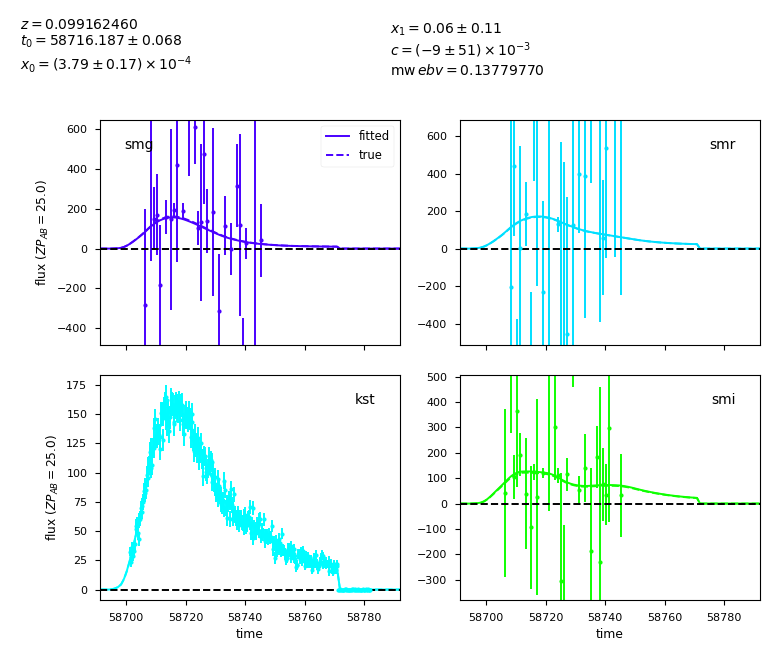 z = 0.099162460
t₀ = 58716.187 ± 0.068
x₀ = (3.79 ± 0.17) × 10⁻⁴
x₁ = 0.06 ± 0.11
c = (−9 ± 51) × 10⁻³
mw ebv = 0.13779770
smg
fitted
true
600
400
200
0
−200
−400
flux (ZP_AB = 25.0)
smr
600
400
200
0
−200
−400
kst
175
150
125
100
75
50
25
0
flux (ZP_AB = 25.0)
58700 58720 58740 58760 58780
time
smi
500
400
300
200
100
0
−100
−200
−300
58700 58720 58740 58760 58780
time